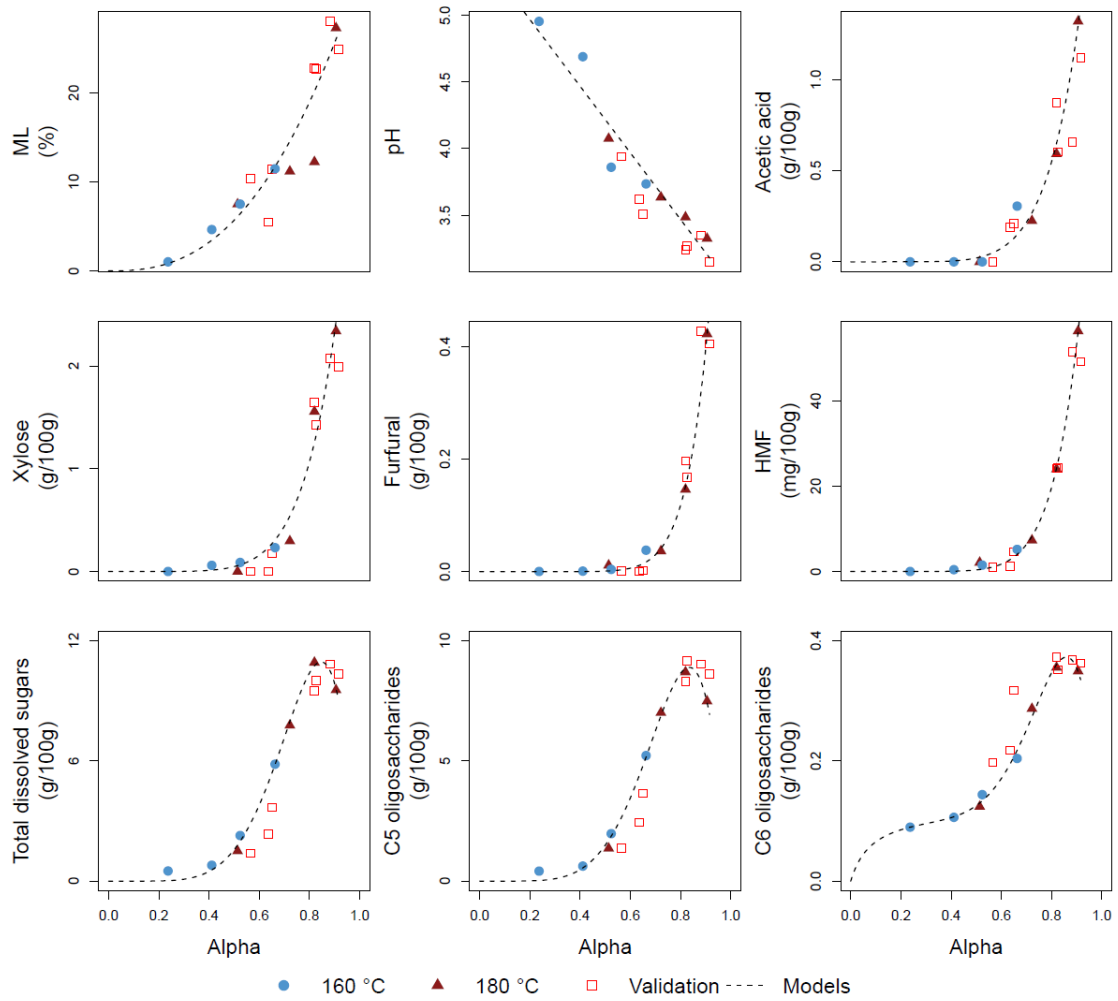 ML
(%)
0
10
20
pH
3.5
4.0
4.5
5.0
Acetic acid
(g/100g)
0.0
0.5
1.0
Xylose
(g/100g)
0
1
2
Furfural
(g/100g)
0.0
0.2
0.4
HMF
(mg/100g)
0
20
40
Total dissolved sugars
(g/100g)
0
6
12
0.0 0.2 0.4 0.6 0.8 1.0
Alpha
C5 oligosaccharides
(g/100g)
0
5
10
0.0 0.2 0.4 0.6 0.8 1.0
Alpha
C6 oligosaccharides
(g/100g)
0.0
0.2
0.4
0.0 0.2 0.4 0.6 0.8 1.0
Alpha
160 °C 180 °C Validation Models